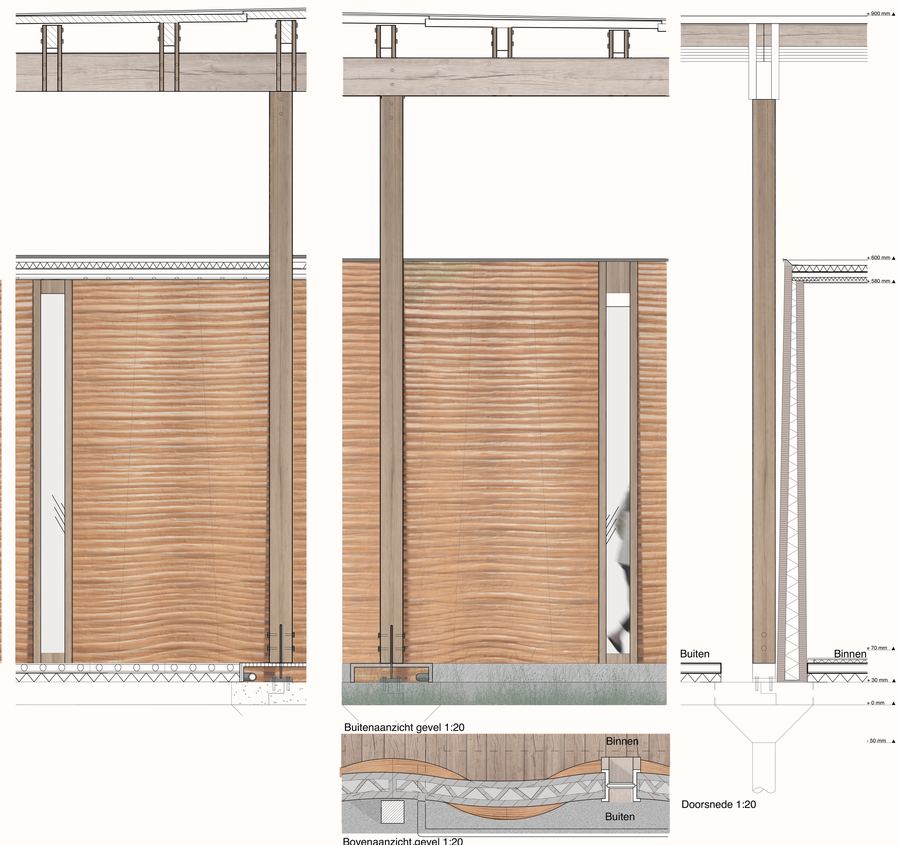 + 900 mm
+ 600 mm
+ 580 mm
Buiten
+ 70 mm
Binnen
+ 30 mm
+ 0 mm
- 50 mm
Buitenaanzicht gevel 1:20
Binnen
Buiten
Doorsnede 1:20
Bovenaanzicht gevel 1:20